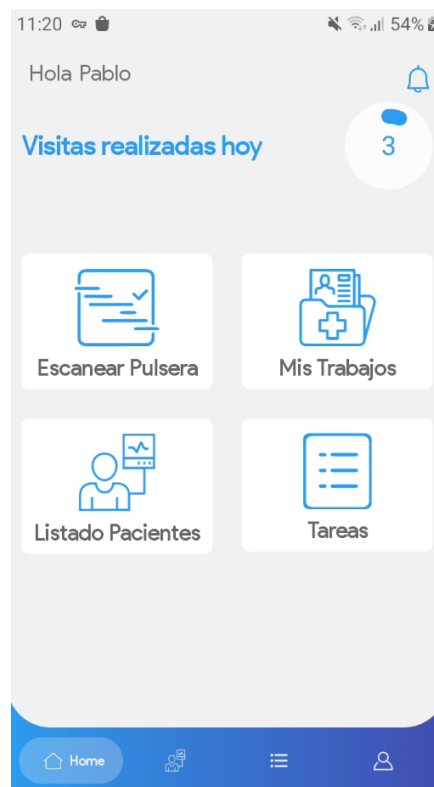 11:20 54%
Hola Pablo
Visitas realizadas hoy
3
Escanear Pulsera
Mis Trabajos
Listado Pacientes
Tareas
Home